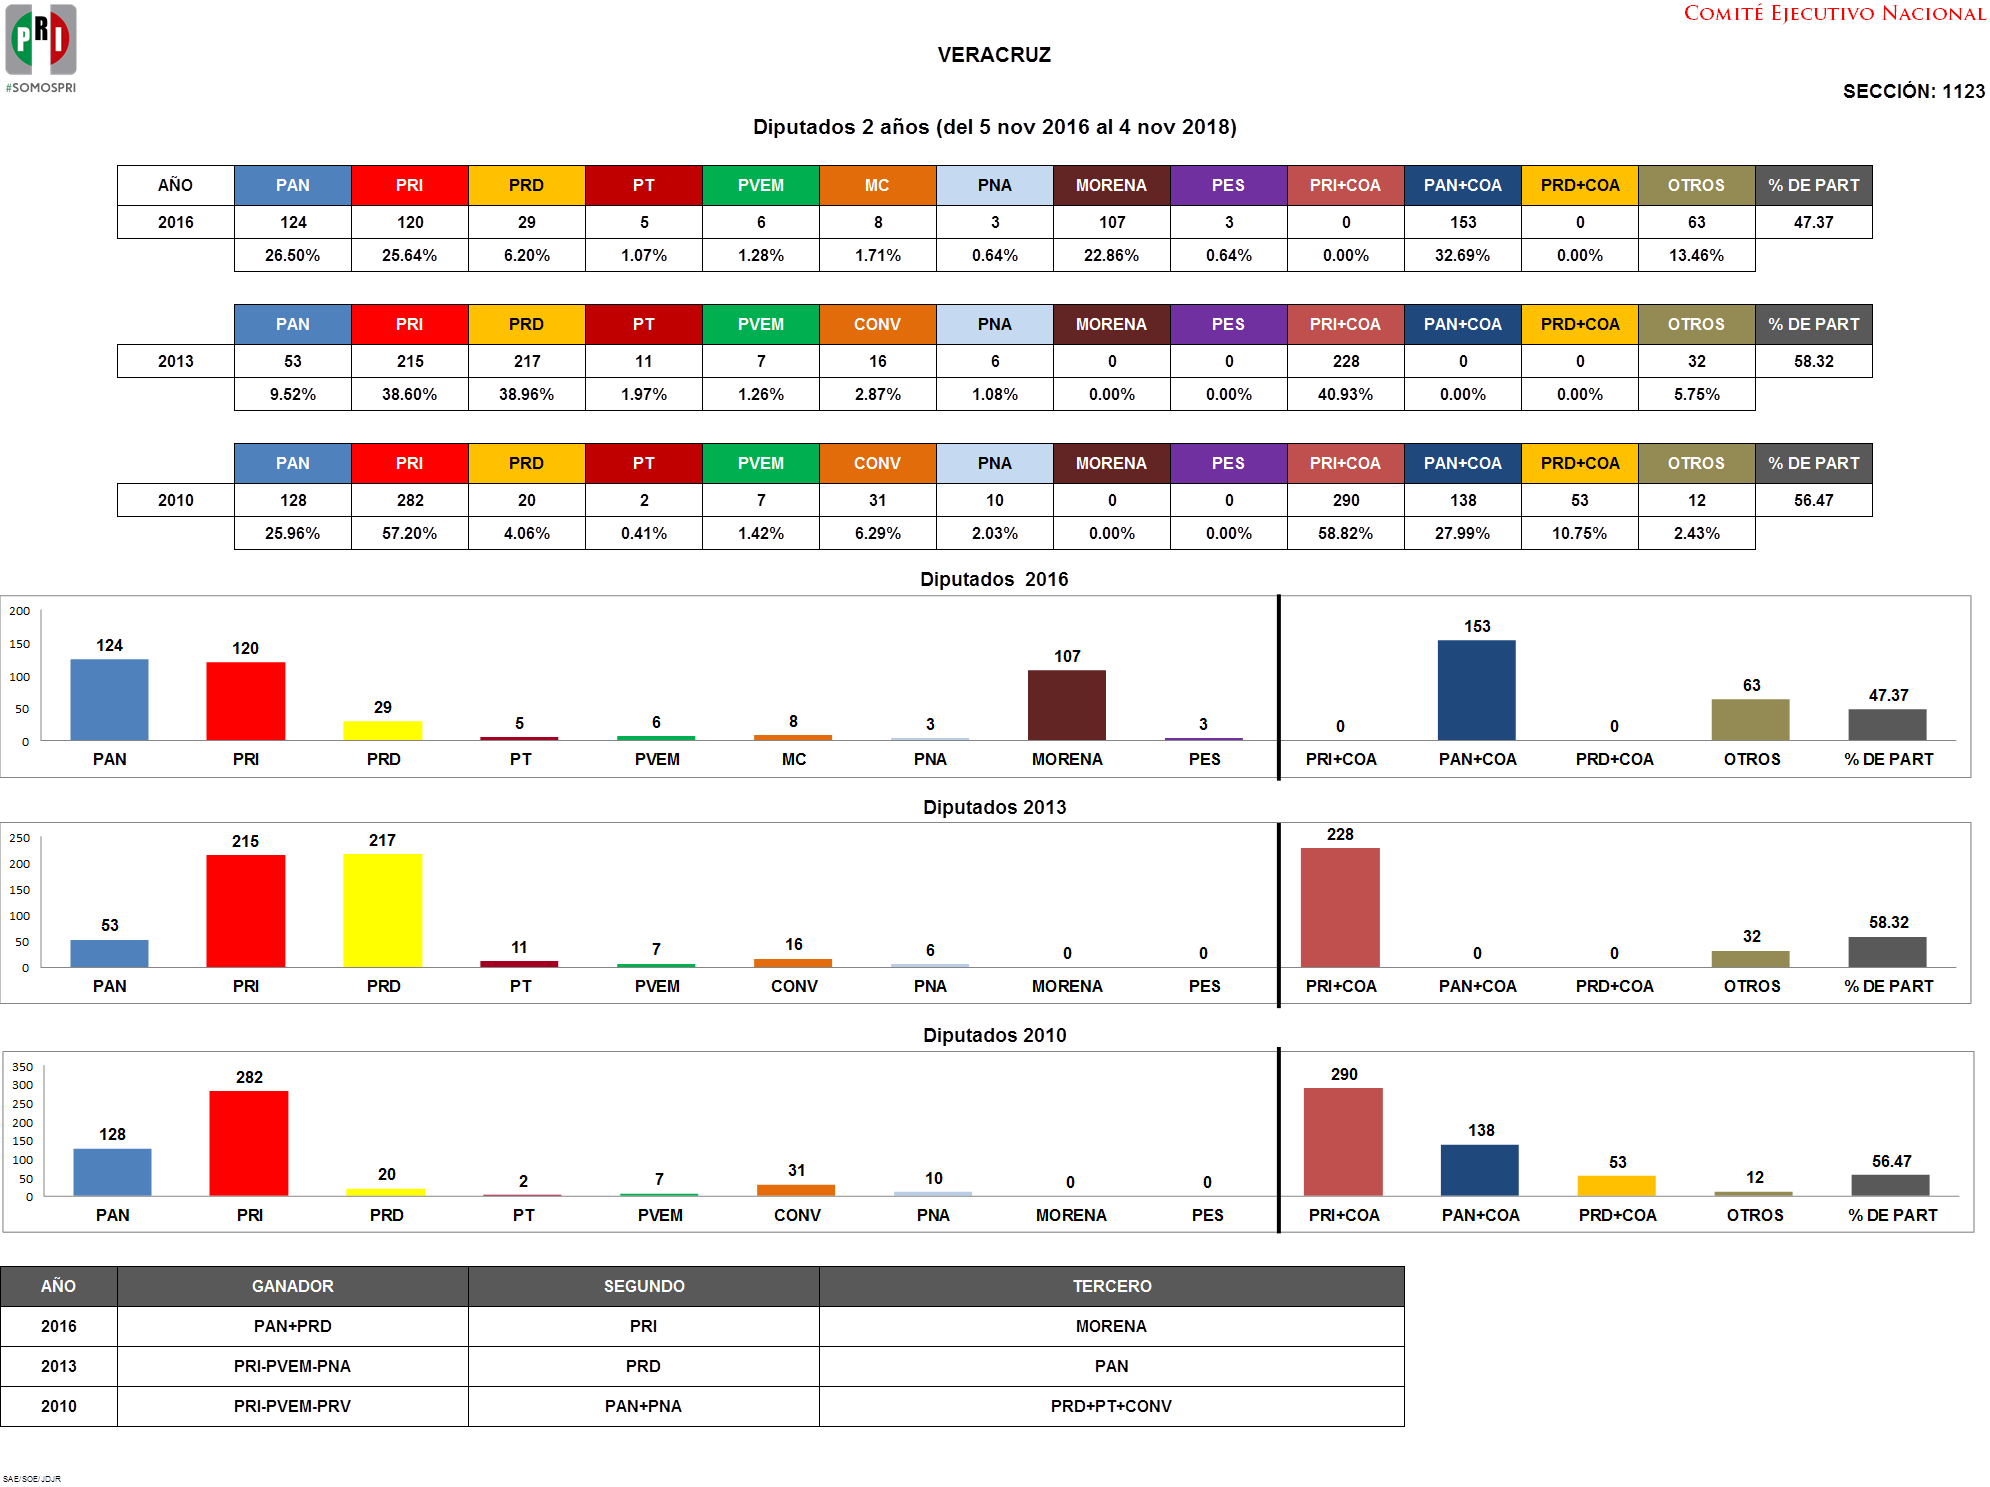 PRI
#SOMOSPRI
COMITÉ EJECUTIVO NACIONAL
VERACRUZ
SECCIÓN: 1123
Diputados 2 años (del 5 nov 2016 al 4 nov 2018)
AÑO PAN PRI PRD PT PVEM MC PNA MORENA PES PRI+COA PAN+COA PRD+COA OTROS % DE PART
2016 124 120 29 5 6 8 3 107 3 0 153 0 63 47.37
26.50% 25.64% 6.20% 1.07% 1.28% 1.71% 0.64% 22.86% 0.64% 0.00% 32.69% 0.00% 13.46%
PAN PRI PRD PT PVEM CONV PNA MORENA PES PRI+COA PAN+COA PRD+COA OTROS % DE PART
2013 53 215 217 11 7 16 6 0 0 228 0 0 32 58.32
9.52% 38.60% 38.96% 1.97% 1.26% 2.87% 1.08% 0.00% 0.00% 40.93% 0.00% 0.00% 5.75%
PAN PRI PRD PT PVEM CONV PNA MORENA PES PRI+COA PAN+COA PRD+COA OTROS % DE PART
2010 128 282 20 2 7 31 10 0 0 290 138 53 12 56.47
25.96% 57.20% 4.06% 0.41% 1.42% 6.29% 2.03% 0.00% 0.00% 58.82% 27.99% 10.75% 2.43%
Diputados 2016
200
150
100
50
0
124 120 29 5 6 8 3 107 3 0 153 0 63 47.37
PAN PRI PRD PT PVEM MC PNA MORENA PES PRI+COA PAN+COA PRD+COA OTROS % DE PART
Diputados 2013
250
200
150
100
50
0
53 215 217 11 7 16 6 0 0 228 0 0 32 58.32
PAN PRI PRD PT PVEM CONV PNA MORENA PES PRI+COA PAN+COA PRD+COA OTROS % DE PART
Diputados 2010
350
300
250
200
150
100
50
0
128 282 20 2 7 31 10 0 0 290 138 53 12 56.47
PAN PRI PRD PT PVEM CONV PNA MORENA PES PRI+COA PAN+COA PRD+COA OTROS % DE PART
AÑO GANADOR SEGUNDO TERCERO
2016 PAN+PRD PRI MORENA
2013 PRI-PVEM-PNA PRD PAN
2010 PRI-PVEM-PRV PAN+PNA PRD+PT+CONV
SAE/SOE/JDJR